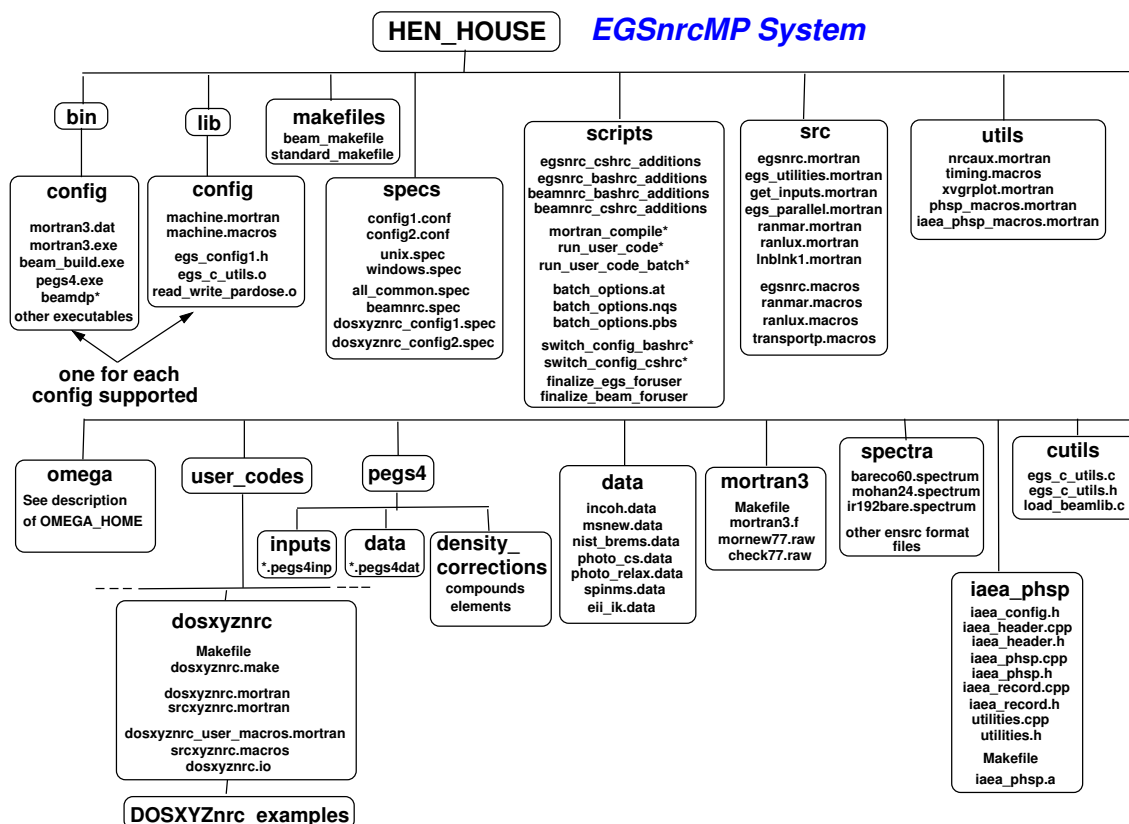 HEN_HOUSE
EGSnrcMP System
bin
config
mortran3.dat
mortran3.exe
beam_build.exe
pegs4.exe
beamdp*
other executables
lib
config
machine.mortran
machine.macros
egs_config1.h
egs_c_utils.o
read_write_pardose.o
one for each
config supported
makefiles
beam_makefile
standard_makefile
specs
config1.conf
config2.conf
unix.spec
windows.spec
all_common.spec
beamnrc.spec
dosxyznrc_config1.spec
dosxyznrc_config2.spec
scripts
egsnrc_cshrc_additions
egsnrc_bashrc_additions
beamnrc_bashrc_additions
beamnrc_cshrc_additions
mortran_compile*
run_user_code*
run_user_code_batch*
batch_options.at
batch_options.nqs
batch_options.pbs
switch_config_bashrc*
switch_config_cshrc*
finalize_egs_foruser
finalize_beam_foruser
src
egsnrc.mortran
egs_utilities.mortran
get_inputs.mortran
egs_parallel.mortran
ranmar.mortran
ranlux.mortran
lnblnk1.mortran
egsnrc.macros
ranmar.macros
ranlux.macros
transportp.macros
utils
nrcaux.mortran
timing.macros
xvgrplot.mortran
phsp_macros.mortran
iaea_phsp_macros.mortran
omega
See description
of OMEGA_HOME
user_codes
dosxyznrc
Makefile
dosxyznrc.make
dosxyznrc.mortran
srcxyznrc.mortran
dosxyznrc_user_macros.mortran
srcxyznrc.macros
dosxyznrc.io
DOSXYZnrc_examples
pegs4
inputs
*.pegs4inp
data
*.pegs4dat
density_
corrections
compounds
elements
data
incoh.data
msnew.data
nist_brems.data
photo_cs.data
photo_relax.data
spinms.data
eii_ik.data
mortran3
Makefile
mortran3.f
mornew77.raw
check77.raw
spectra
bareco60.spectrum
mohan24.spectrum
ir192bare.spectrum
other ensrc format
files
iaea_phsp
iaea_config.h
iaea_header.cpp
iaea_header.h
iaea_phsp.cpp
iaea_phsp.h
iaea_record.cpp
iaea_record.h
utilities.cpp
utilities.h
Makefile
iaea_phsp.a
cutils
egs_c_utils.c
egs_c_utils.h
load_beamlib.c